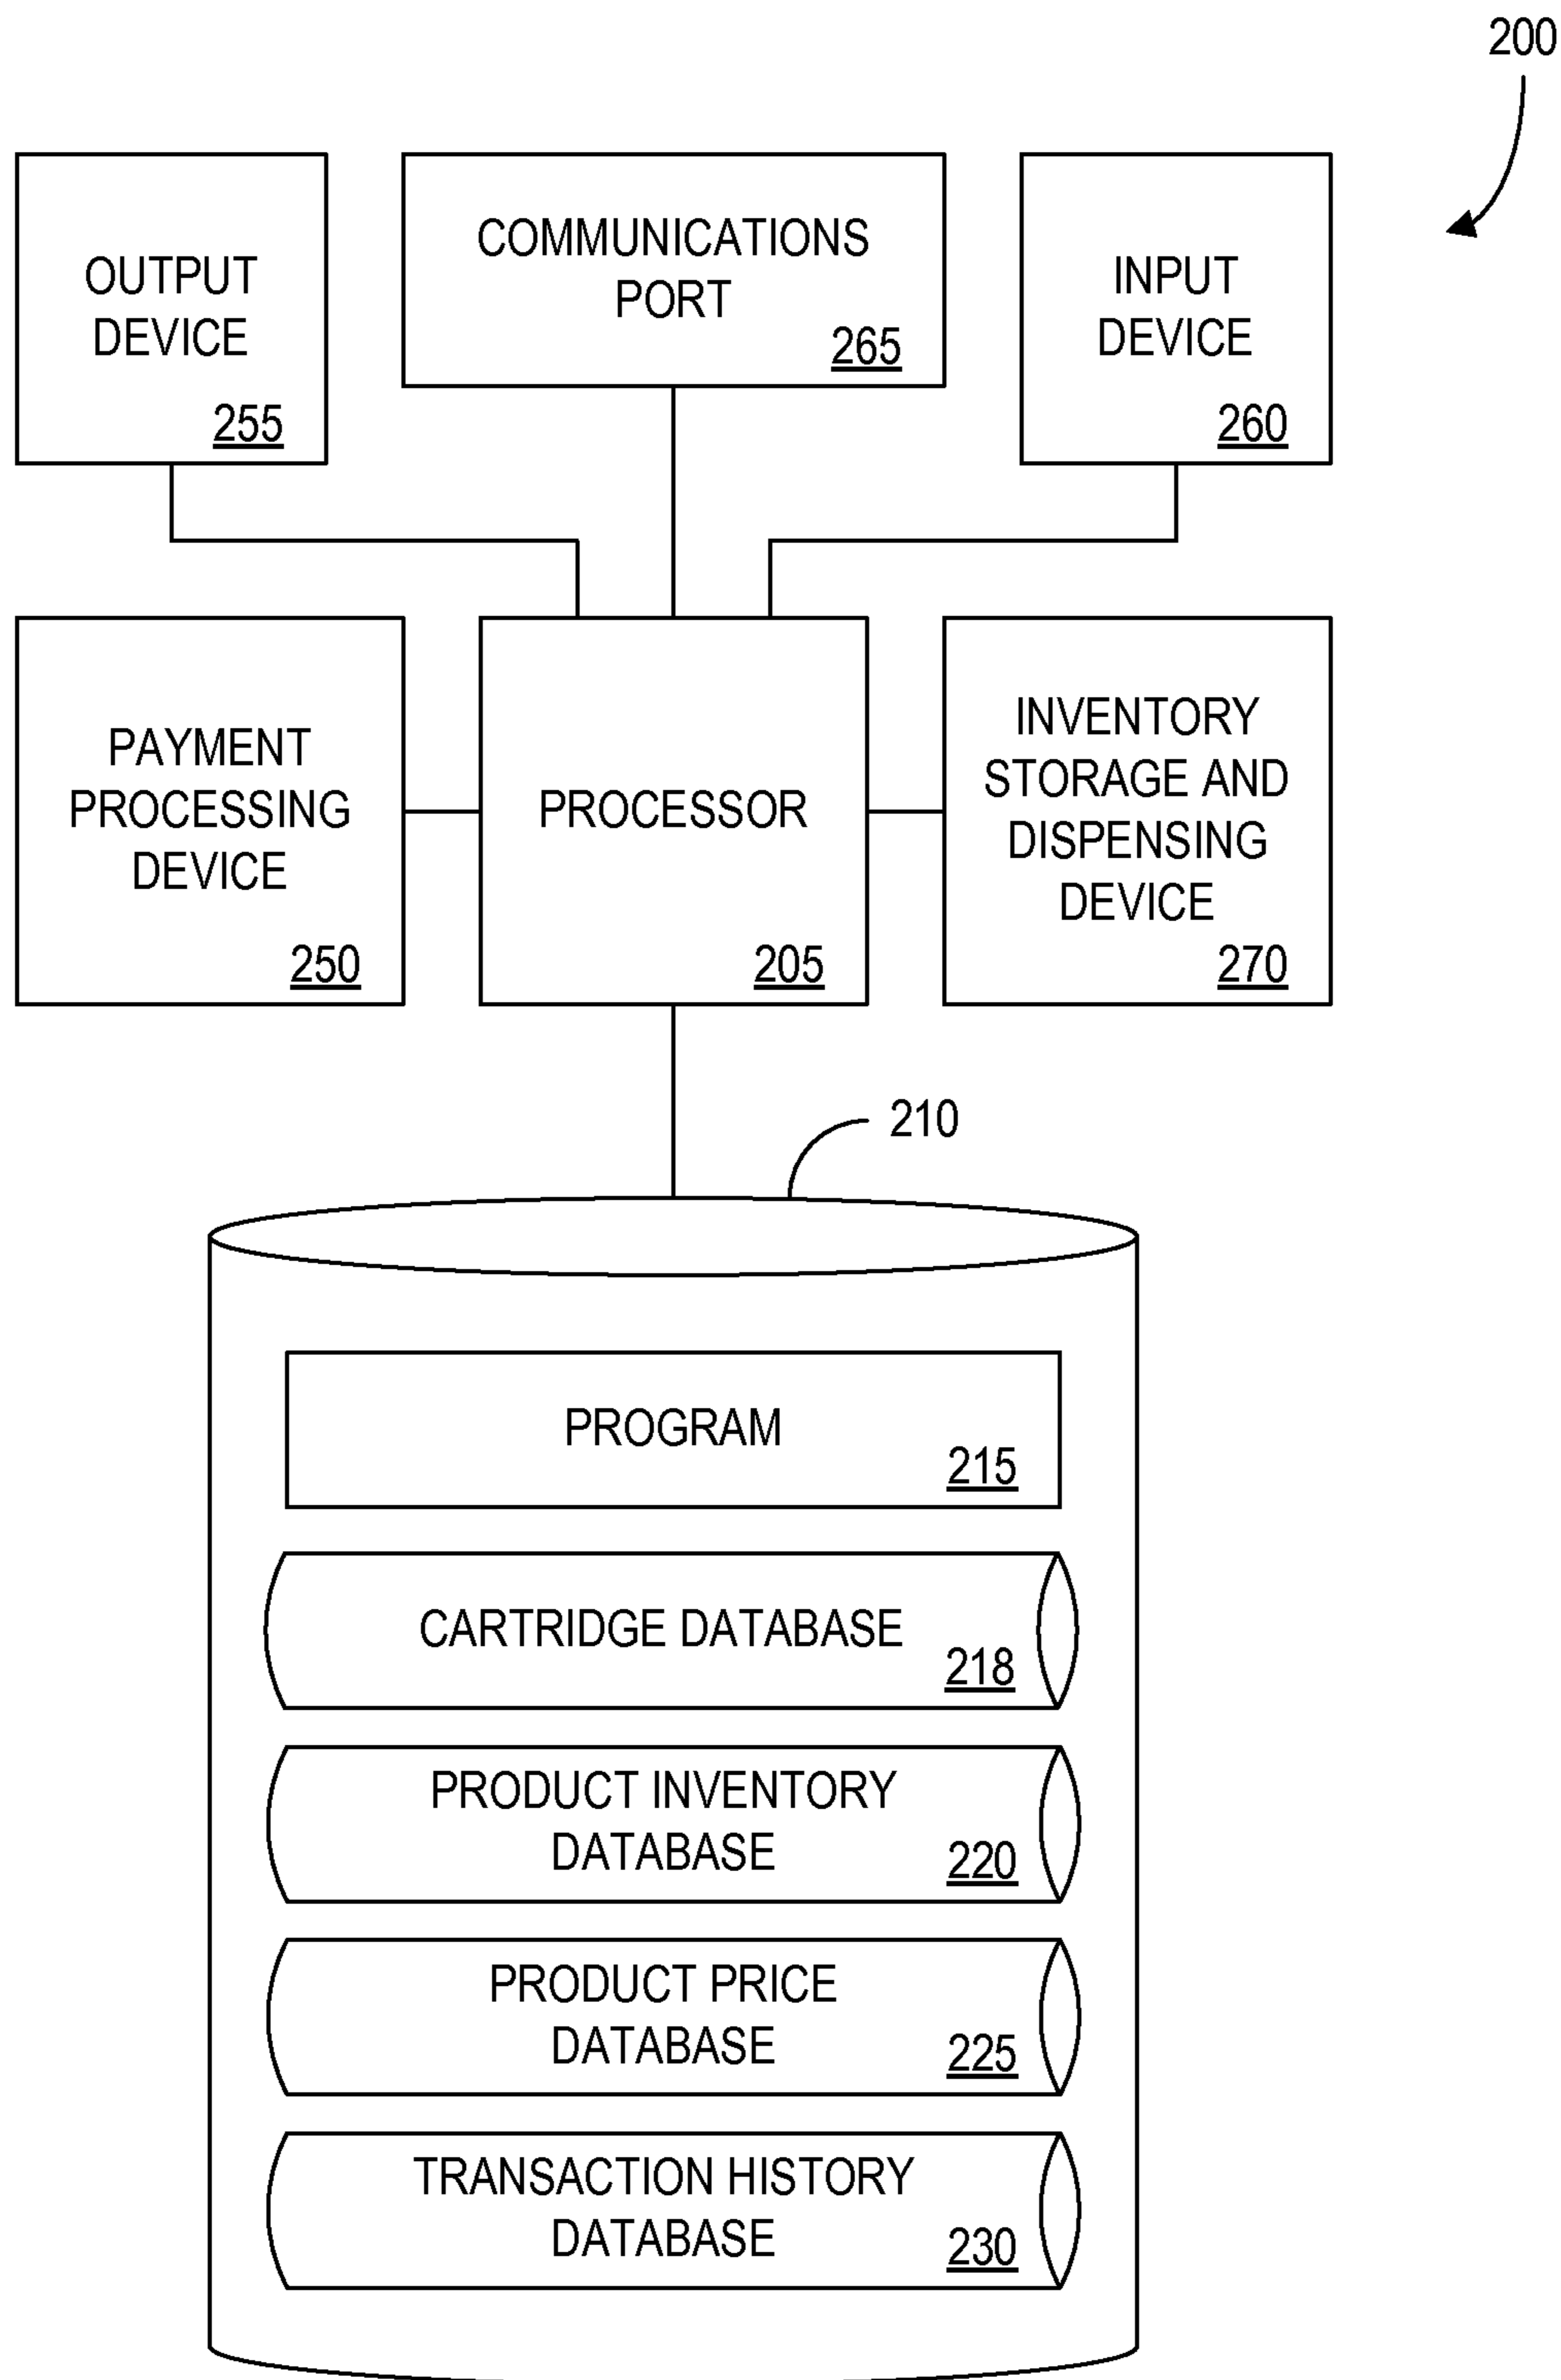 200
OUTPUT
DEVICE
255
COMMUNICATIONS
PORT
265
INPUT
DEVICE
260
PAYMENT
PROCESSING
DEVICE
250
PROCESSOR
205
INVENTORY
STORAGE AND
DISPENSING
DEVICE
270
210
PROGRAM
215
CARTRIDGE DATABASE
218
PRODUCT INVENTORY
DATABASE
220
PRODUCT PRICE
DATABASE
225
TRANSACTION HISTORY
DATABASE
230